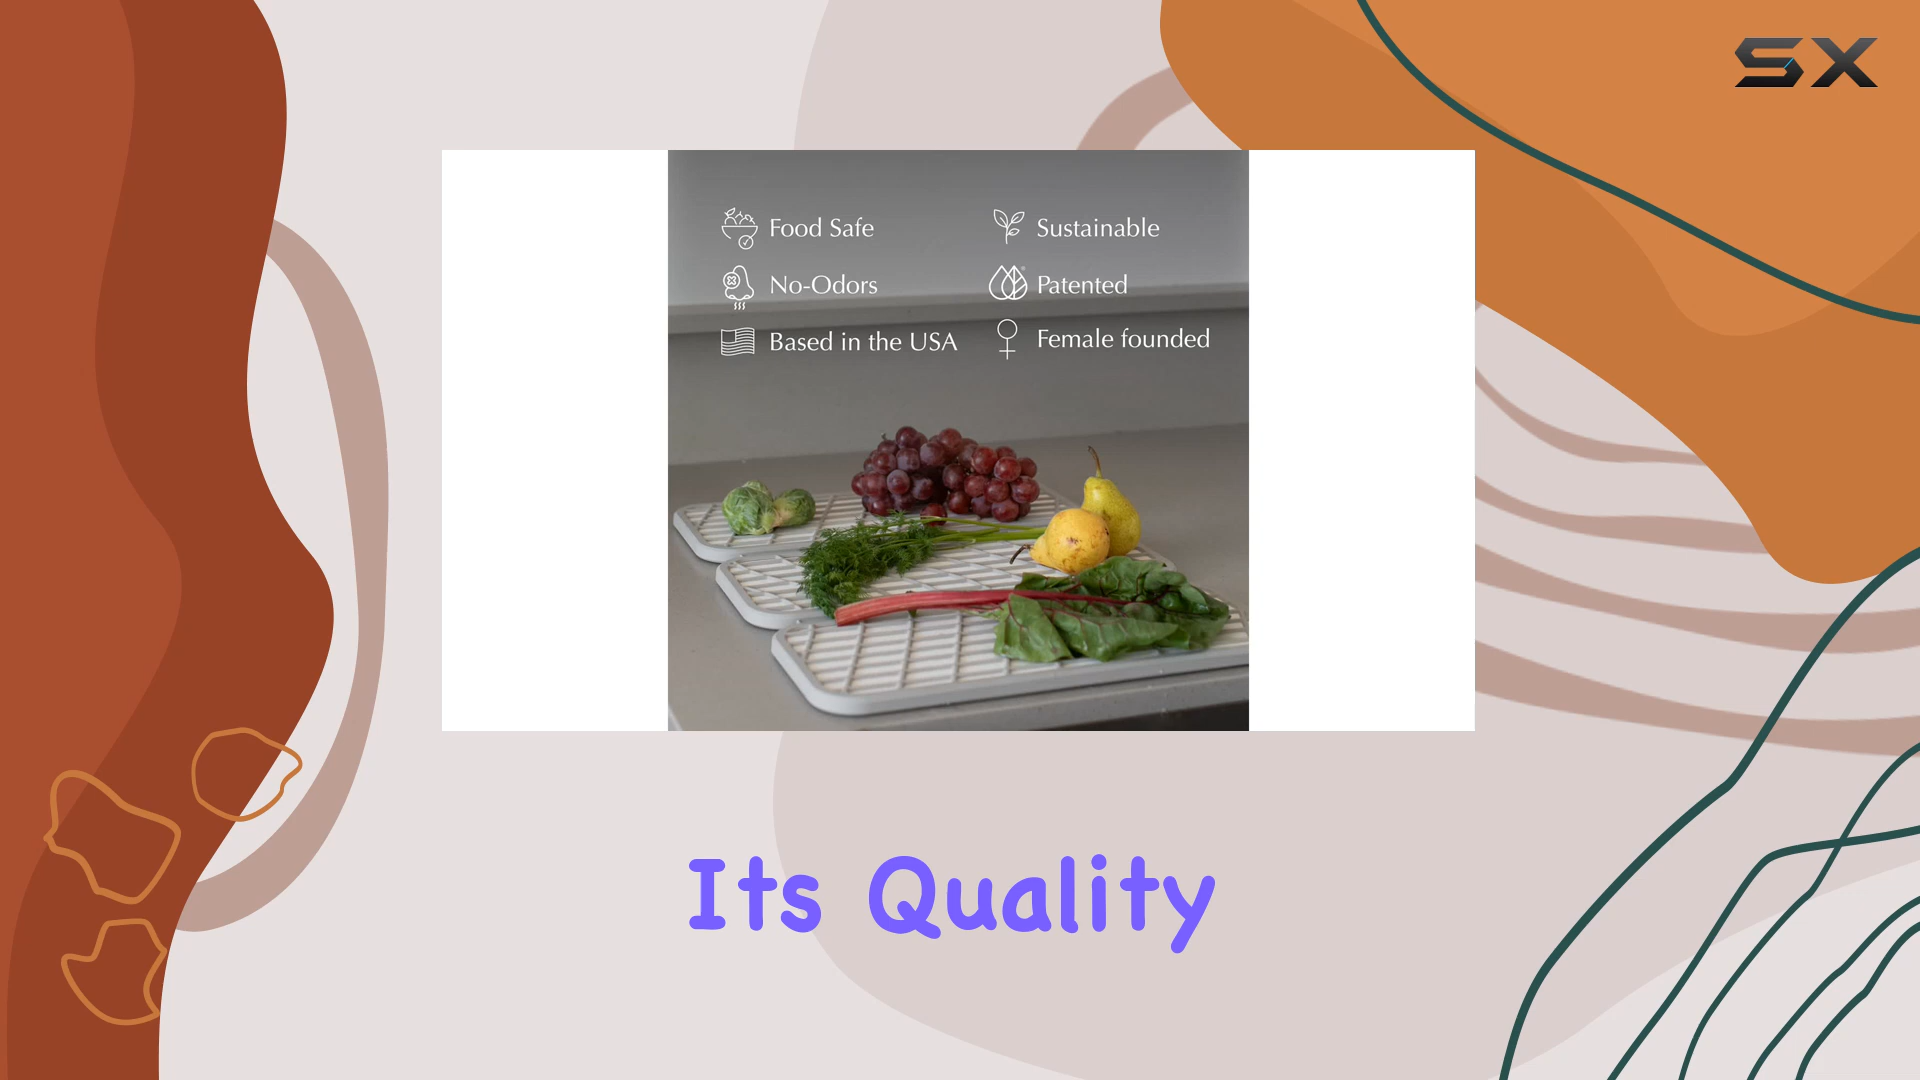 SX
Food Safe
Sustainable
No-Odors
Patented
Based in the USA
Female founded
Its Quality